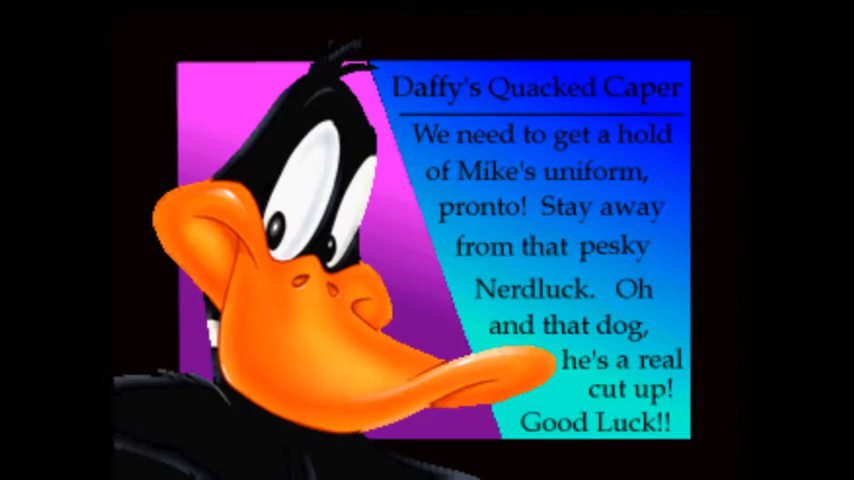 Daffy's Quacked Caper
We need to get a hold
of Mike's uniform,
pronto! Stay away
from that pesky
Nerdluck. Oh
and that dog,
he's a real
cut up!
Good Luck!!